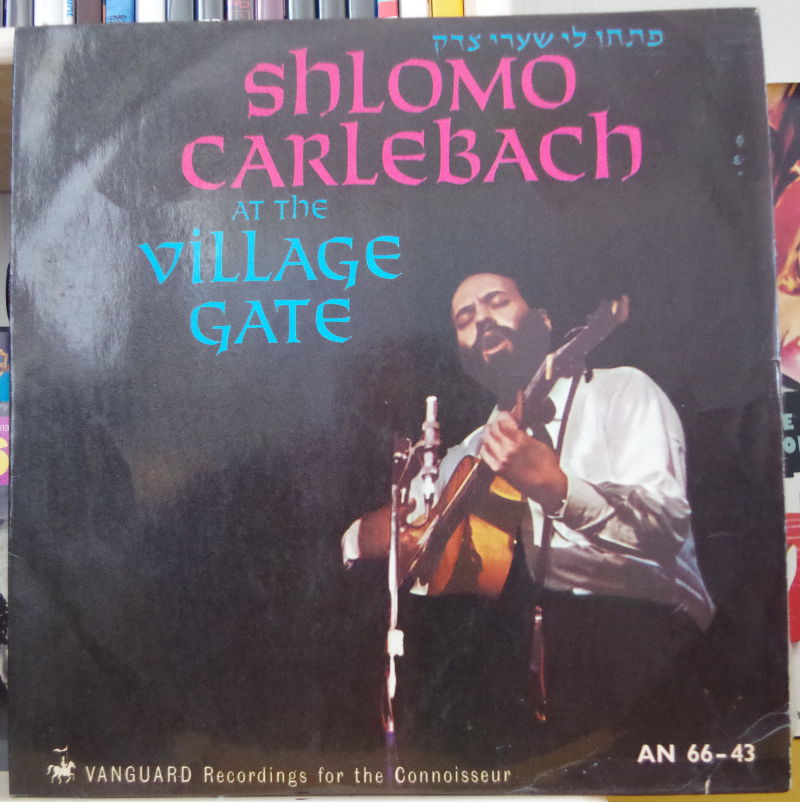 פתחו לי שערי צדק
ShLOMO
CARLEBACh
AT ThE
ViLLAGE
GATE
VANGUARD Recordings for the Connoisseur
AN 66-43